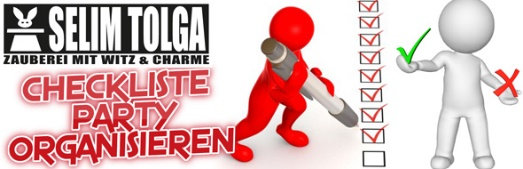 SELIM TOLGA
ZAUBEREI MIT WITZ & CHARME
CHECKLISTE
PARTY
ORGANISIEREN